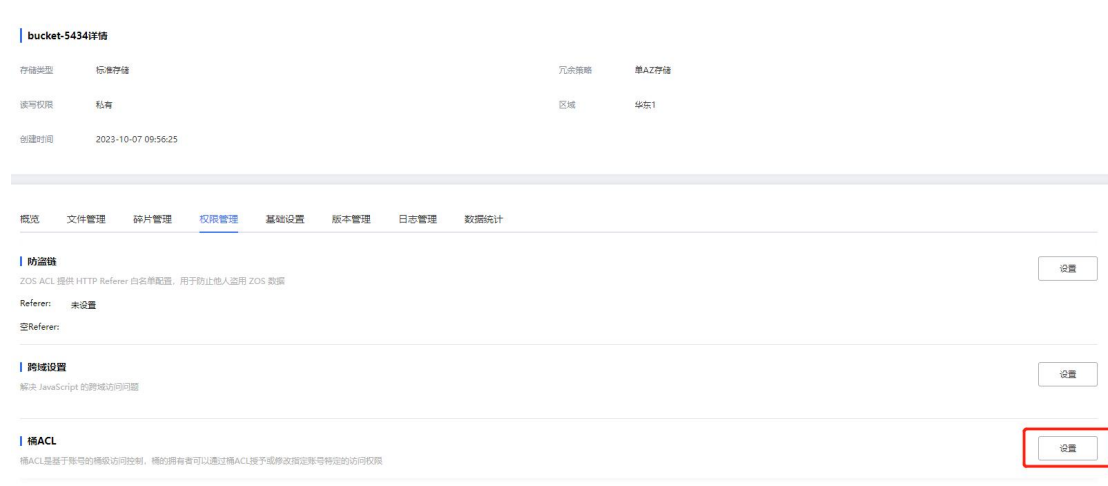 bucket-5434详情
存储类型 标准存储 冗余策略 单AZ存储
读写权限 私有 区域 华东1
创建时间 2023-10-07 09:56:25
概览 文件管理 碎片管理 权限管理 基础设置 版本管理 日志管理 数据统计
防盗链 设置
ZOS ACL 提供 HTTP Referer 白名单配置，用于防止他人盗用 ZOS 数据
Referer: 未设置
空Referer:
跨域设置 设置
解决 JavaScript 的跨域访问问题
桶ACL 设置
桶ACL是基于账号的桶级访问控制，桶的拥有者可以通过桶ACL授予或修改指定账号特定的访问权限